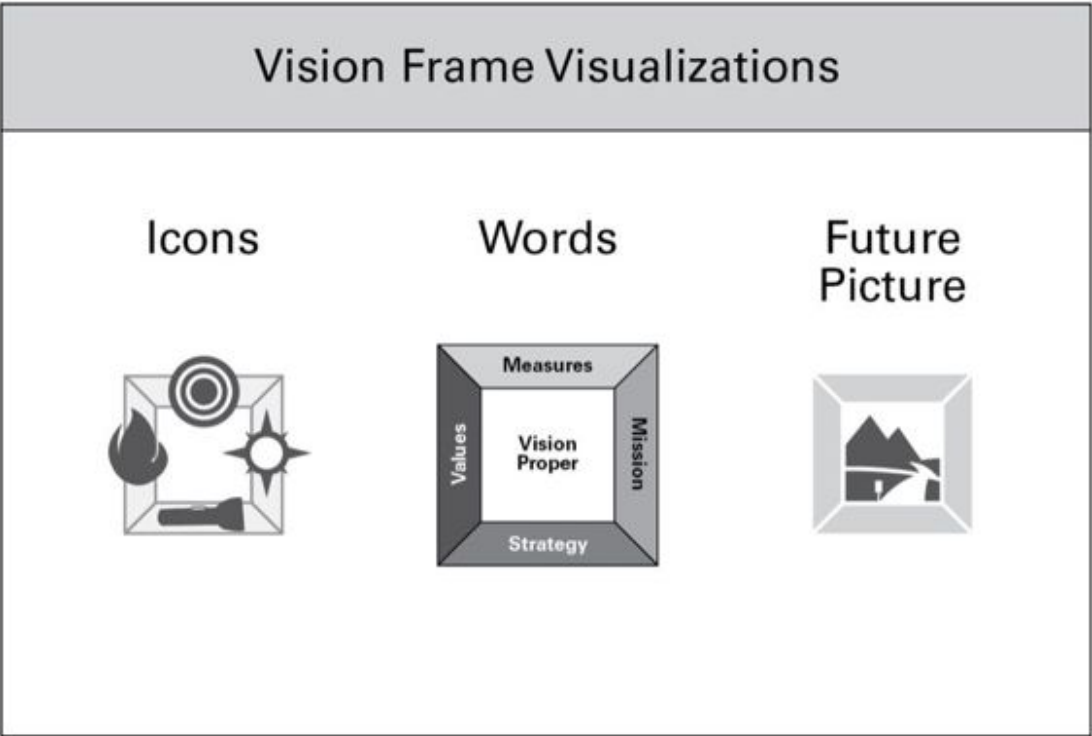 Vision Frame Visualizations
Icons
Words
Future
Picture
Measures
Values
Vision
Proper
Mission
Strategy